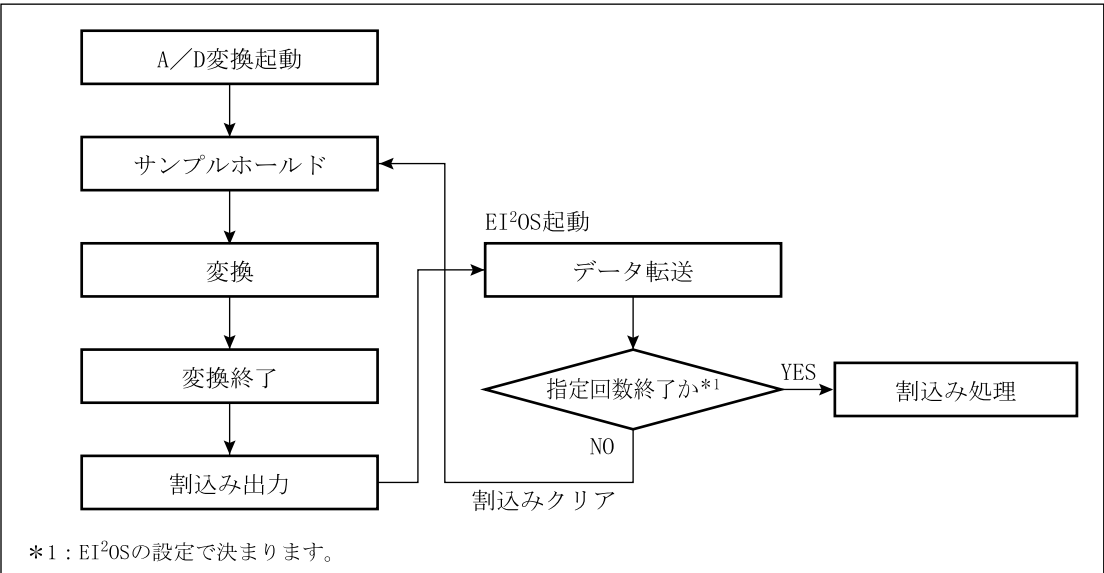 A／D変換起動
サンプルホールド
変換
変換終了
割込み出力
EI²OS起動
データ転送
指定回数終了か*1
YES
割込み処理
NO
割込みクリア
*1：EI²OSの設定で決まります。